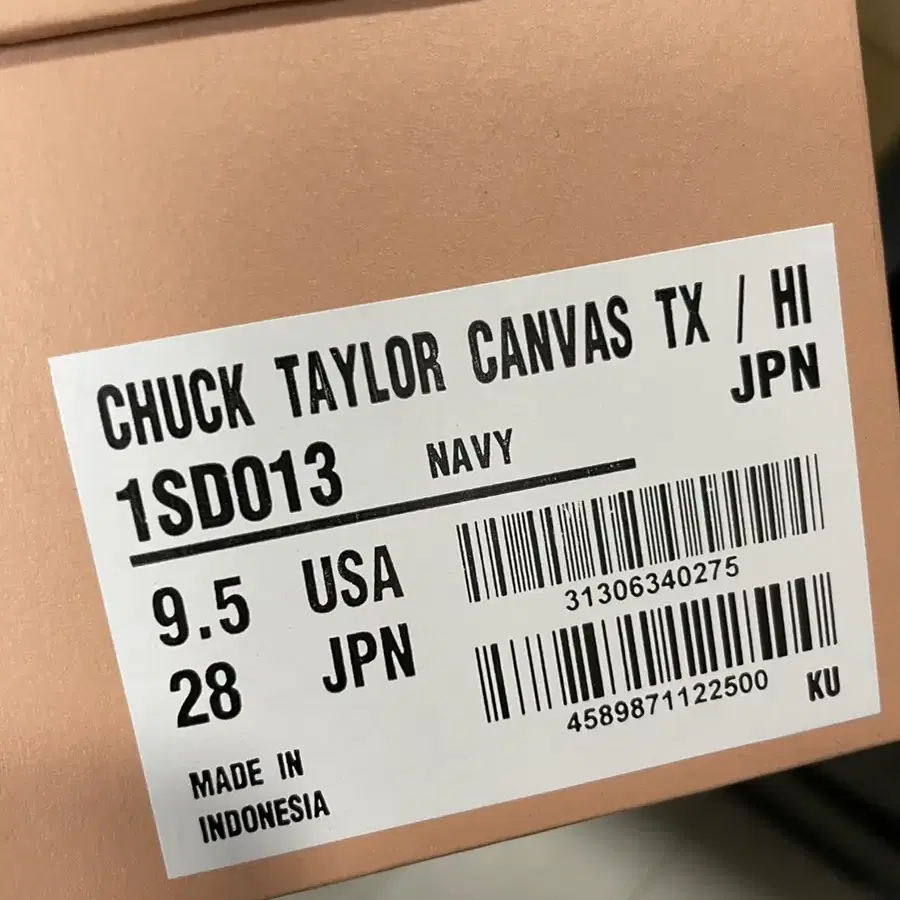 CHUCK TAYLOR CANVAS TX / HI
JPN
1SD013 NAVY
9.5 USA
28 JPN
31306340275
4589871122500
KU
MADE IN
INDONESIA